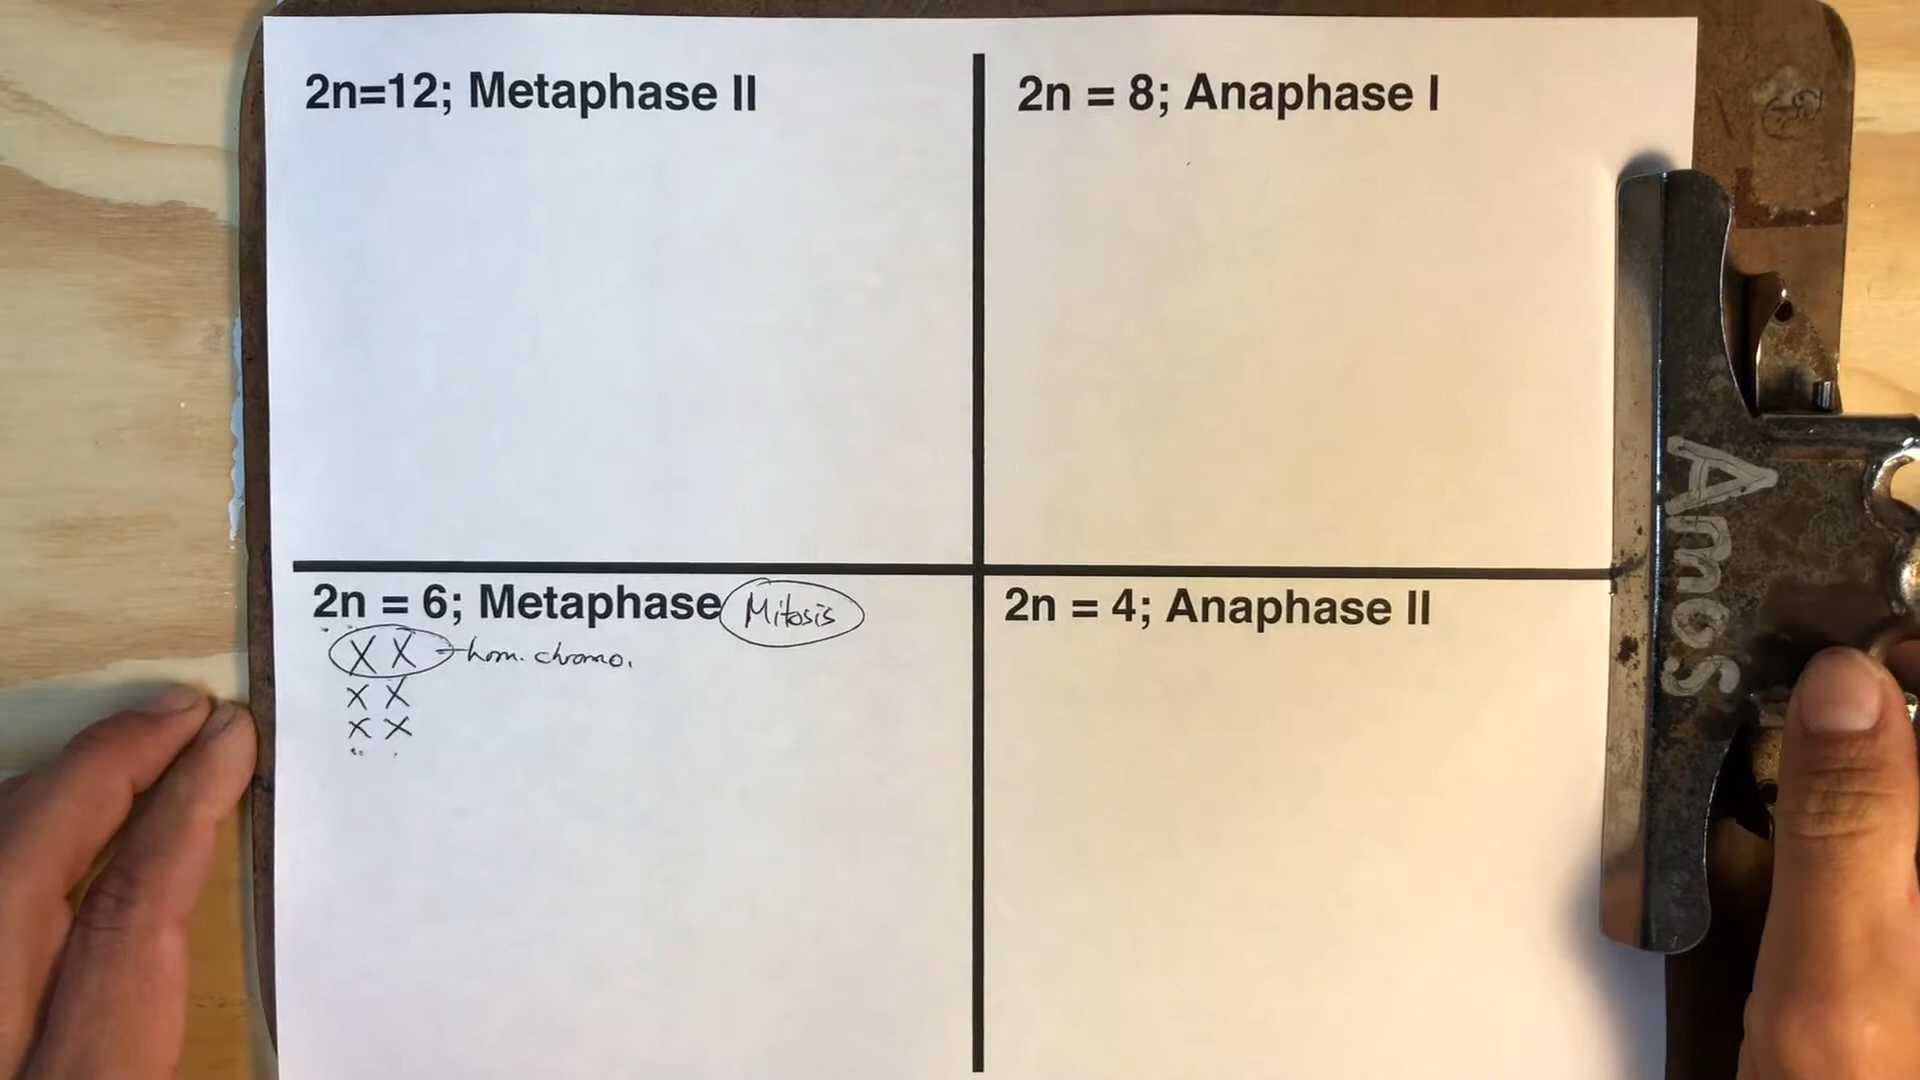 2n=12; Metaphase II
2n = 8; Anaphase I
2n = 6; Metaphase Mitosis
X X hom. chromo.
X X
X X
2n = 4; Anaphase II
Amos